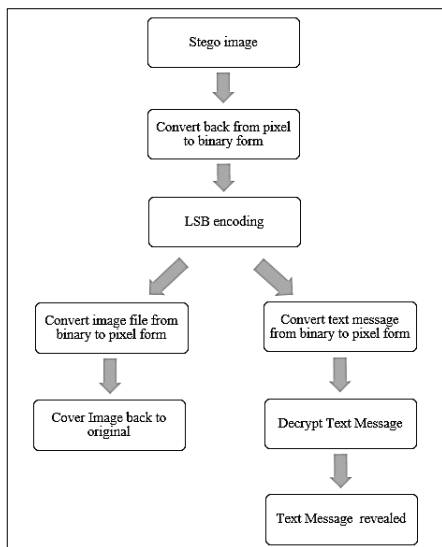 Stego image
Convert back from pixel
to binary form
LSB encoding
Convert image file from
binary to pixel form
Cover Image back to
original
Convert text message
from binary to pixel form
Decrypt Text Message
Text Message revealed